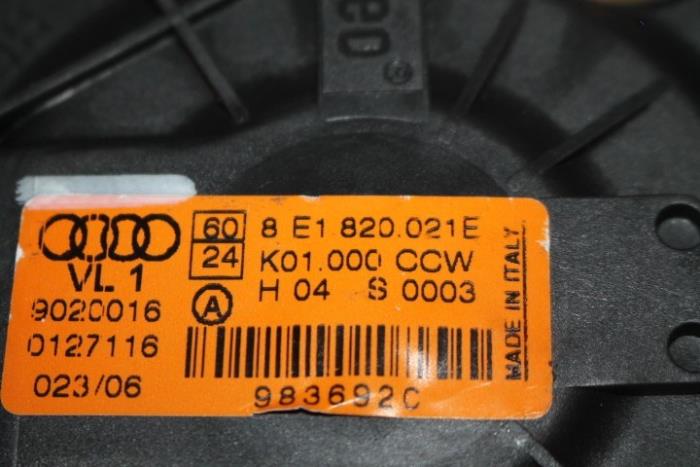 eo
®
60
24
8 E1 820.021E
K01.000 CCW
H 04 S 0003
A
VL 1
9020016
0127116
023/06
983692C
MADE IN ITALY